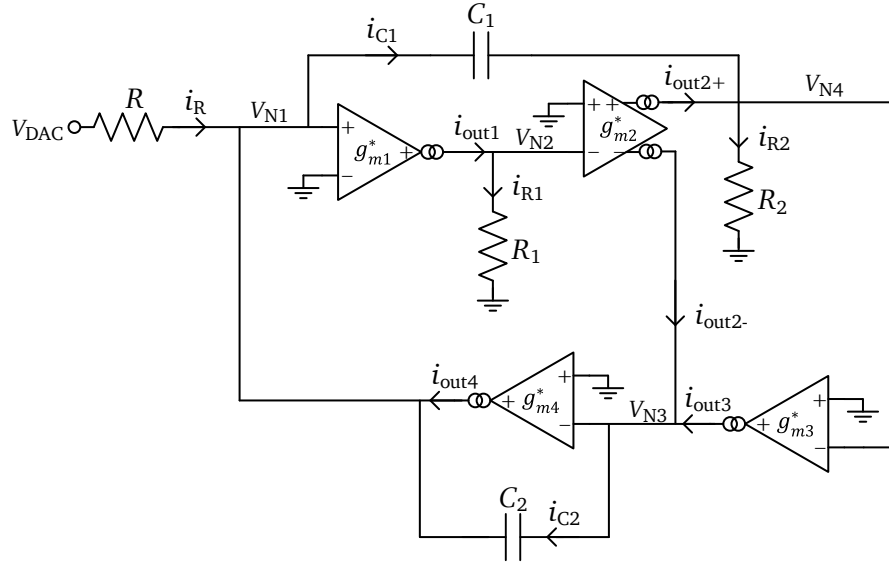 C1
iC1
R
iR
VN1
VDAC
+
g*m1
+
−
iout1
VN2
iR1
R1
+
+
g*m2
−
−
iout2+
VN4
iR2
R2
iout2-
iout4
+
g*m4
+
−
VN3
iout3
+
g*m3
+
−
C2
iC2